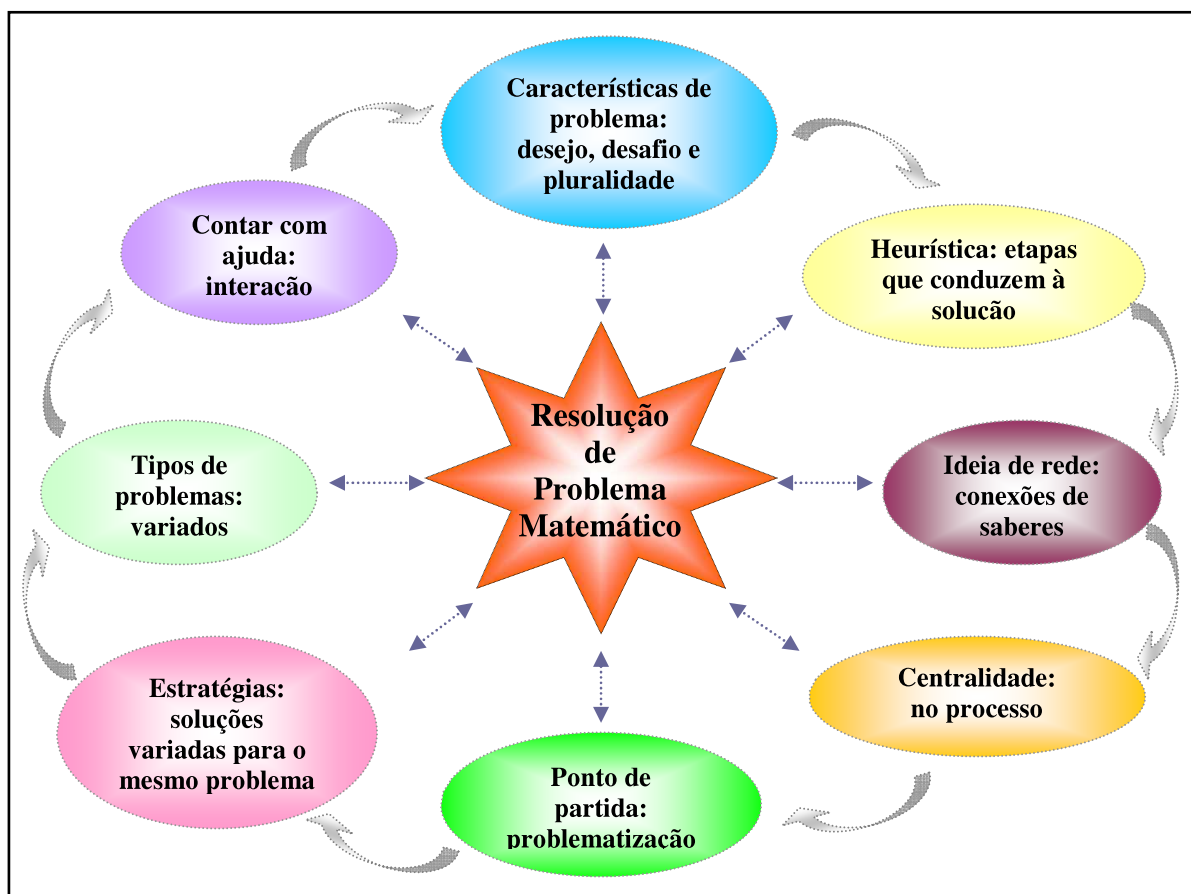 Características de
problema:
desejo, desafio e
pluralidade
Contar com
ajuda:
interação
Heurística: etapas
que conduzem à
solução
Resolução
de
Problema
Matemático
Tipos de
problemas:
variados
Ideia de rede:
conexões de
saberes
Estratégias:
soluções
variadas para o
mesmo problema
Centralidade:
no processo
Ponto de
partida:
problematização